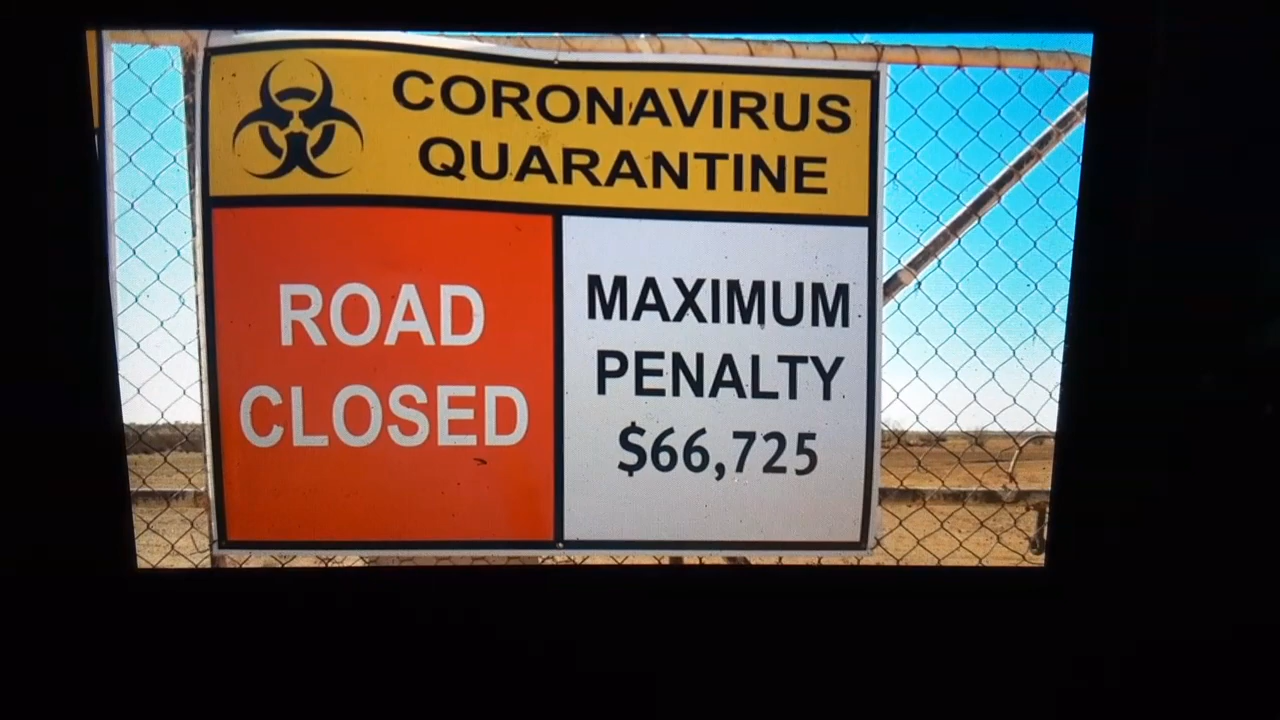 CORONAVIRUS
QUARANTINE
ROAD
CLOSED
MAXIMUM
PENALTY
$66,725